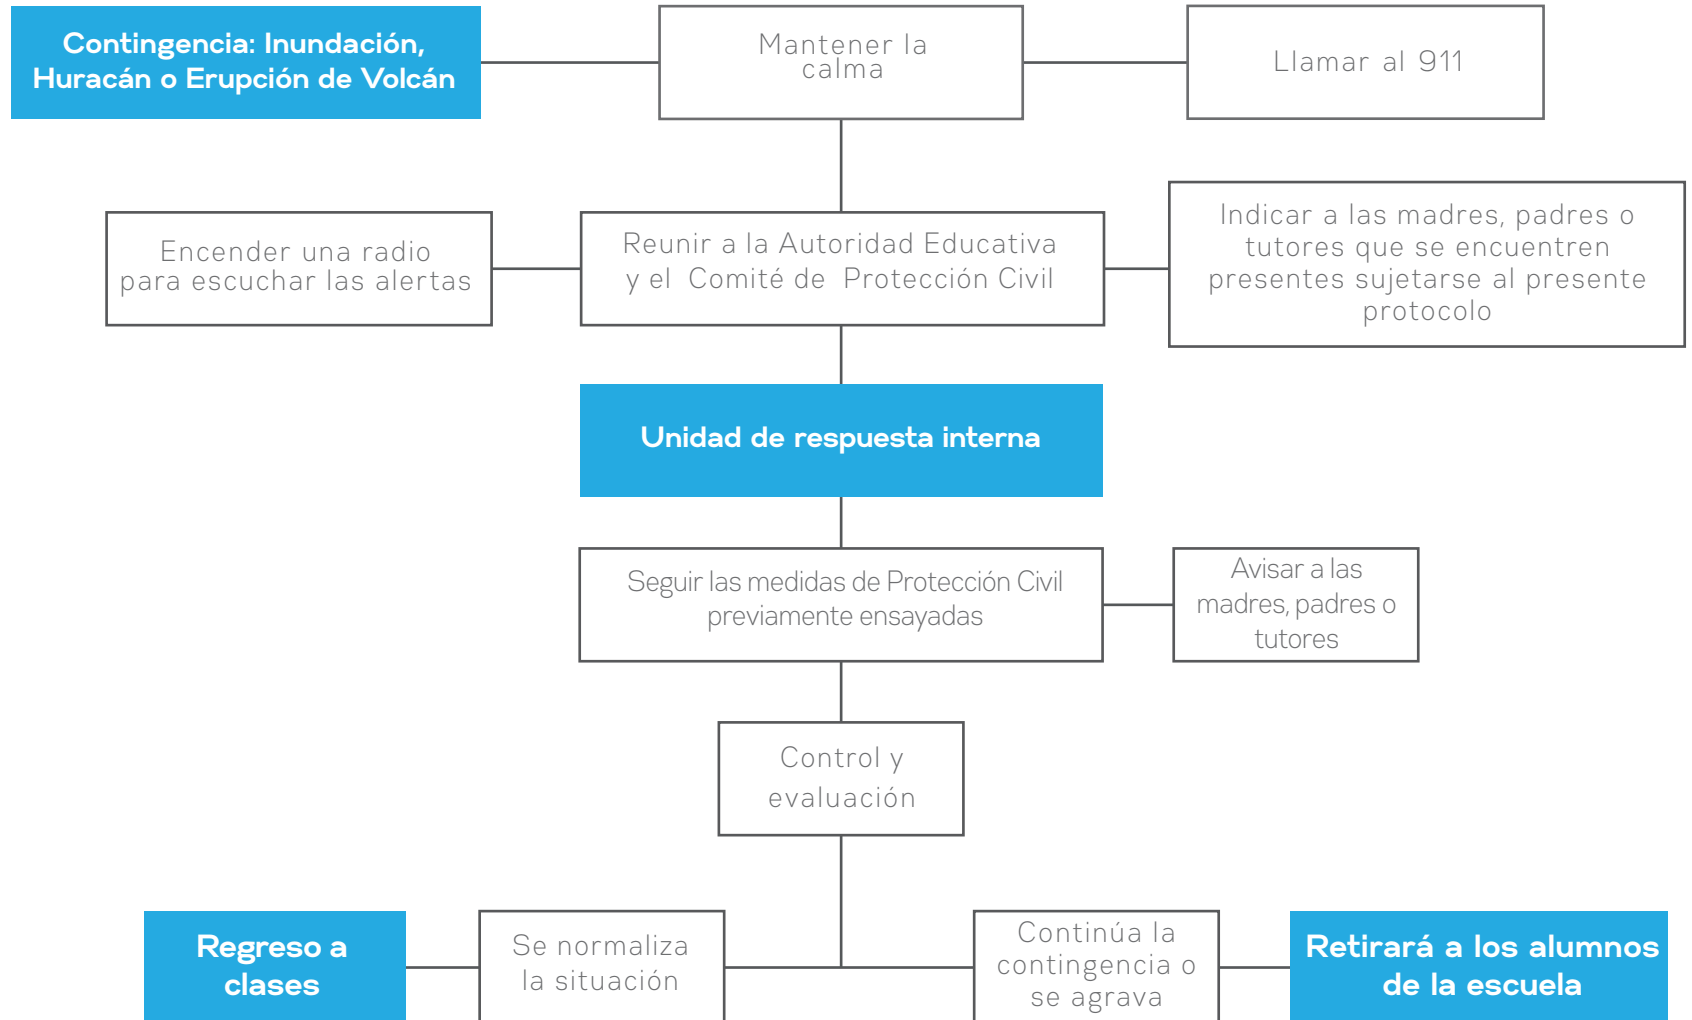 Contingencia: Inundación,
Huracán o Erupción de Volcán
Mantener la
calma
Llamar al 911
Encender una radio
para escuchar las alertas
Reunir a la Autoridad Educativa
y el Comité de Protección Civil
Indicar a las madres, padres o
tutores que se encuentren
presentes sujetarse al presente
protocolo
Unidad de respuesta interna
Seguir las medidas de Protección Civil
previamente ensayadas
Avisar a las
madres, padres o
tutores
Control y
evaluación
Regreso a
clases
Se normaliza
la situación
Continúa la
contingencia o
se agrava
Retirará a los alumnos
de la escuela